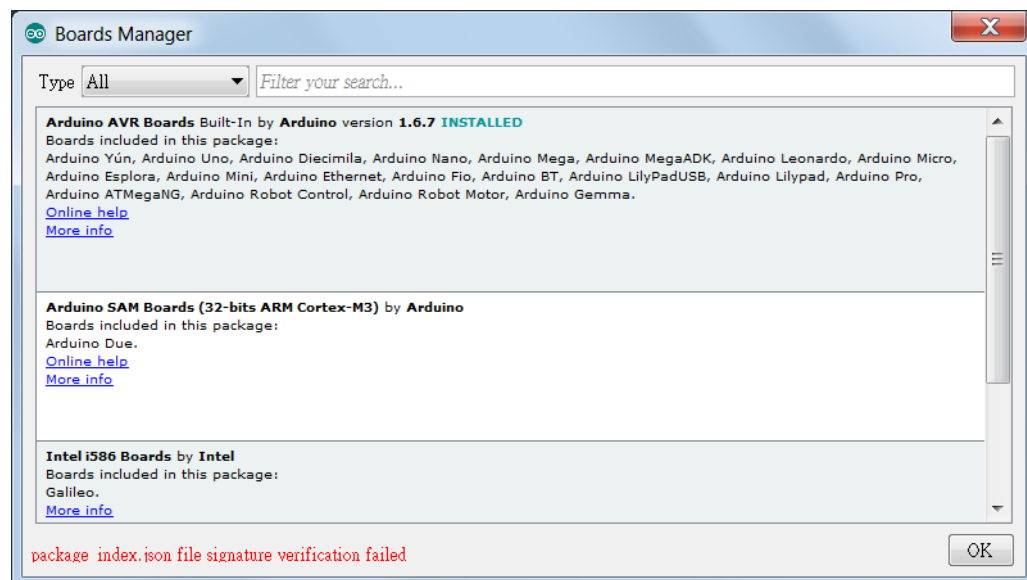 Boards Manager
X
Type All Filter your search...
Arduino AVR Boards Built-In by Arduino version 1.6.7 INSTALLED
Boards included in this package:
Arduino Yún, Arduino Uno, Arduino Diecimila, Arduino Nano, Arduino Mega, Arduino MegaADK, Arduino Leonardo, Arduino Micro,
Arduino Esplora, Arduino Mini, Arduino Ethernet, Arduino Fio, Arduino BT, Arduino LilyPadUSB, Arduino Lilypad, Arduino Pro,
Arduino ATMegaNG, Arduino Robot Control, Arduino Robot Motor, Arduino Gemma.
Online help
More info
Arduino SAM Boards (32-bits ARM Cortex-M3) by Arduino
Boards included in this package:
Arduino Due.
Online help
More info
Intel i586 Boards by Intel
Boards included in this package:
Galileo.
More info
package_index.json file signature verification failed
OK